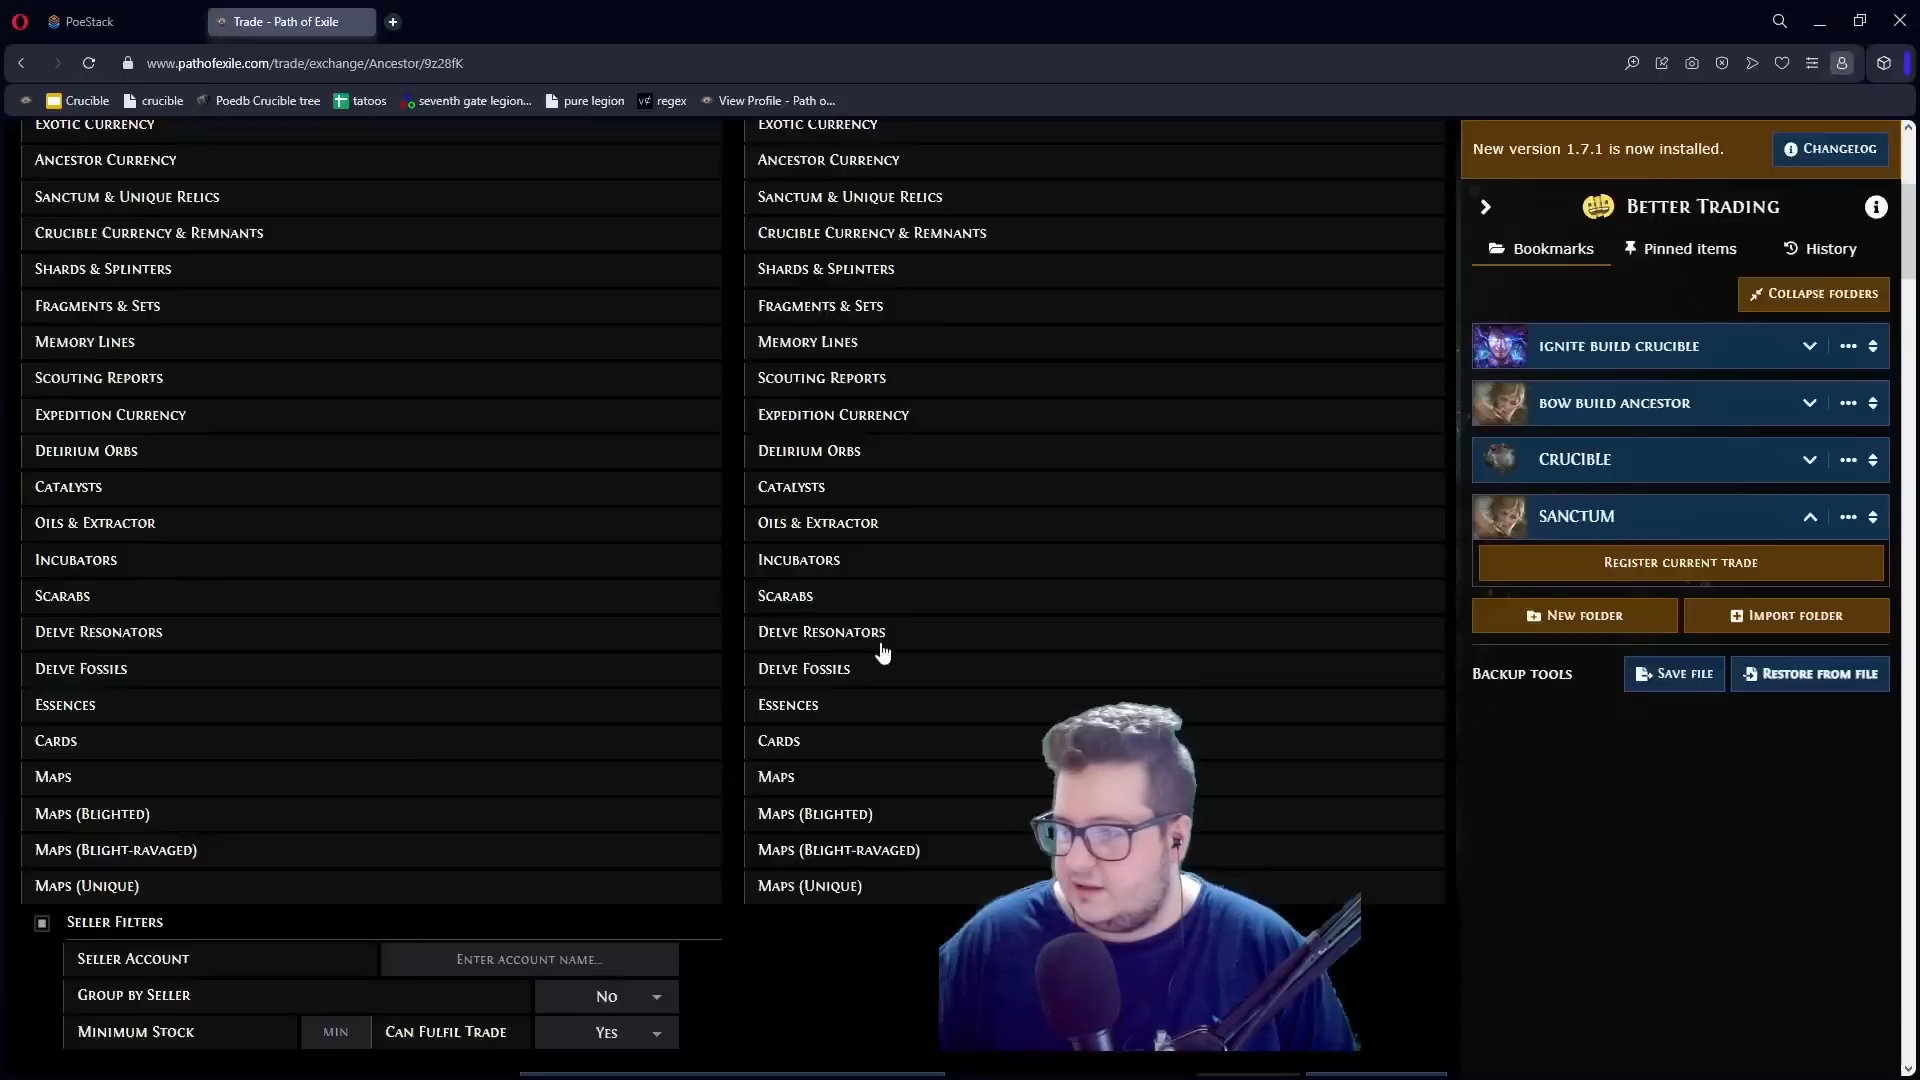 PoeStack
Trade - Path of Exile
www.pathofexile.com/trade/exchange/Ancestor/9z28fK
Crucible
crucible
Poedb Crucible tree
tatoos
seventh gate legion...
pure legion
regex
View Profile - Path o...
Exotic Currency
Ancestor Currency
Sanctum & Unique Relics
Crucible Currency & Remnants
Shards & Splinters
Fragments & Sets
Memory Lines
Scouting Reports
Expedition Currency
Delirium Orbs
Catalysts
Oils & Extractor
Incubators
Scarabs
Delve Resonators
Delve Fossils
Essences
Cards
Maps
Maps (Blighted)
Maps (Blight-ravaged)
Maps (Unique)
Exotic Currency
Ancestor Currency
Sanctum & Unique Relics
Crucible Currency & Remnants
Shards & Splinters
Fragments & Sets
Memory Lines
Scouting Reports
Expedition Currency
Delirium Orbs
Catalysts
Oils & Extractor
Incubators
Scarabs
Delve Resonators
Delve Fossils
Essences
Cards
Maps
Maps (Blighted)
Maps (Blight-ravaged)
Maps (Unique)
Seller Filters
Seller Account
Enter account name...
Group by Seller
No
Minimum Stock
MIN
Can Fulfil Trade
Yes
New version 1.7.1 is now installed.
Changelog
Better Trading
Bookmarks
Pinned items
History
Collapse folders
IGNITE BUILD CRUCIBLE
BOW BUILD ANCESTOR
CRUCIBLE
SANCTUM
Register current trade
New folder
Import folder
Backup tools
Save file
Restore from file